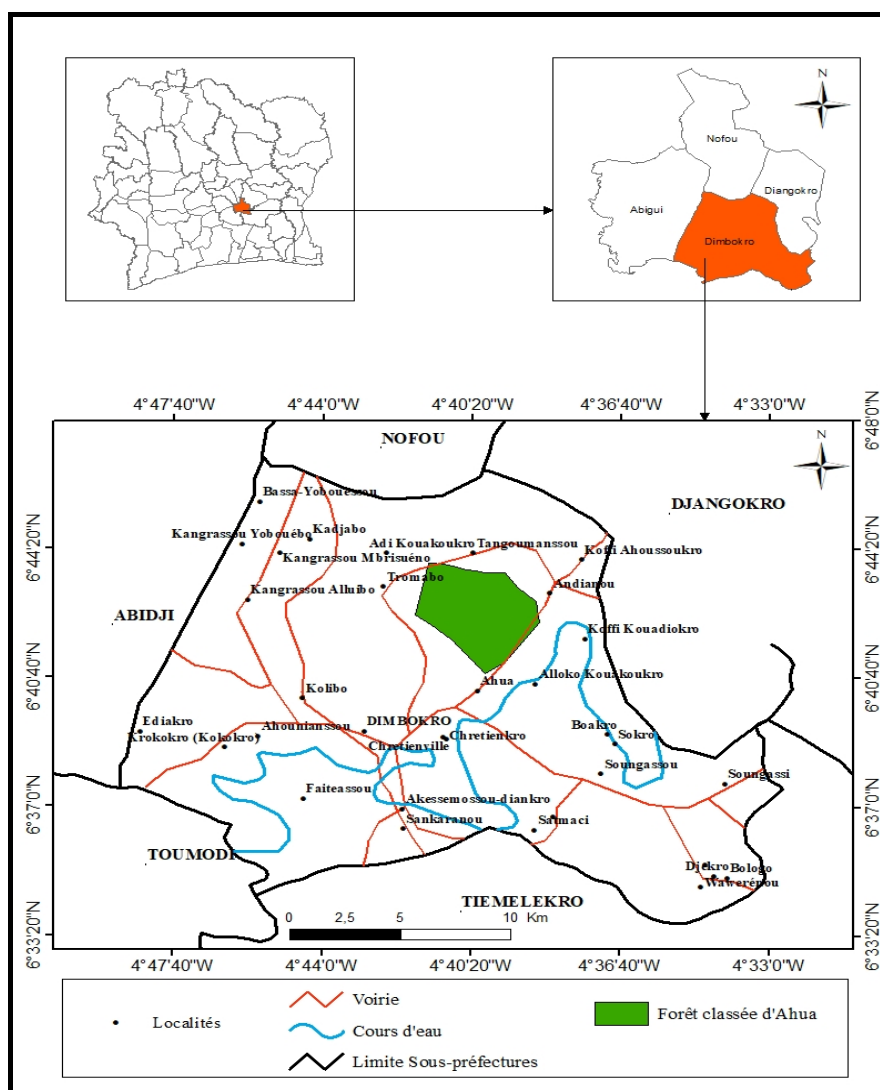 N
Nofou
Diangokro
Abigui
Dimbokro
4°47'40"W 4°44'0"W 4°40'20"W 4°36'40"W 4°33'0"W
6°48'0"N
NOFOU
N
DJANGOKRO
Bassa-Yobouessou
Kangrassou Yobouébo
Kadjabo
Kangrassou Mbrisuéno
Adi Kouakoukro
Tangoumanssou
Koffi Ahoussoukro
6°44'20"N
6°44'20"N
Tromabo
Andianou
Kangrassou Alluibo
ABIDJI
Koffi Kouadiokro
6°40'40"N
6°40'40"N
Ahua
Alloko Kouakoukro
Kolibo
Ediakro
Krokokro (Kokokro)
Ahounianssou
DIMBOKRO
Chretienville
Chretienkro
Boakro
Sokro
Soungassou
Soungassi
Faiteassou
Akessemossou-diankro
Sankaranou
Satmaci
6°37'0"N
6°37'0"N
TOUMODI
Djékro
Bologo
Wawerénou
TIEMELEKRO
0 2,5 5 10 Km
6°33'20"N
6°33'20"N
4°47'40"W 4°44'0"W 4°40'20"W 4°36'40"W 4°33'0"W
Localités
Voirie
Cours d'eau
Limite Sous-préfectures
Forêt classée d'Ahua